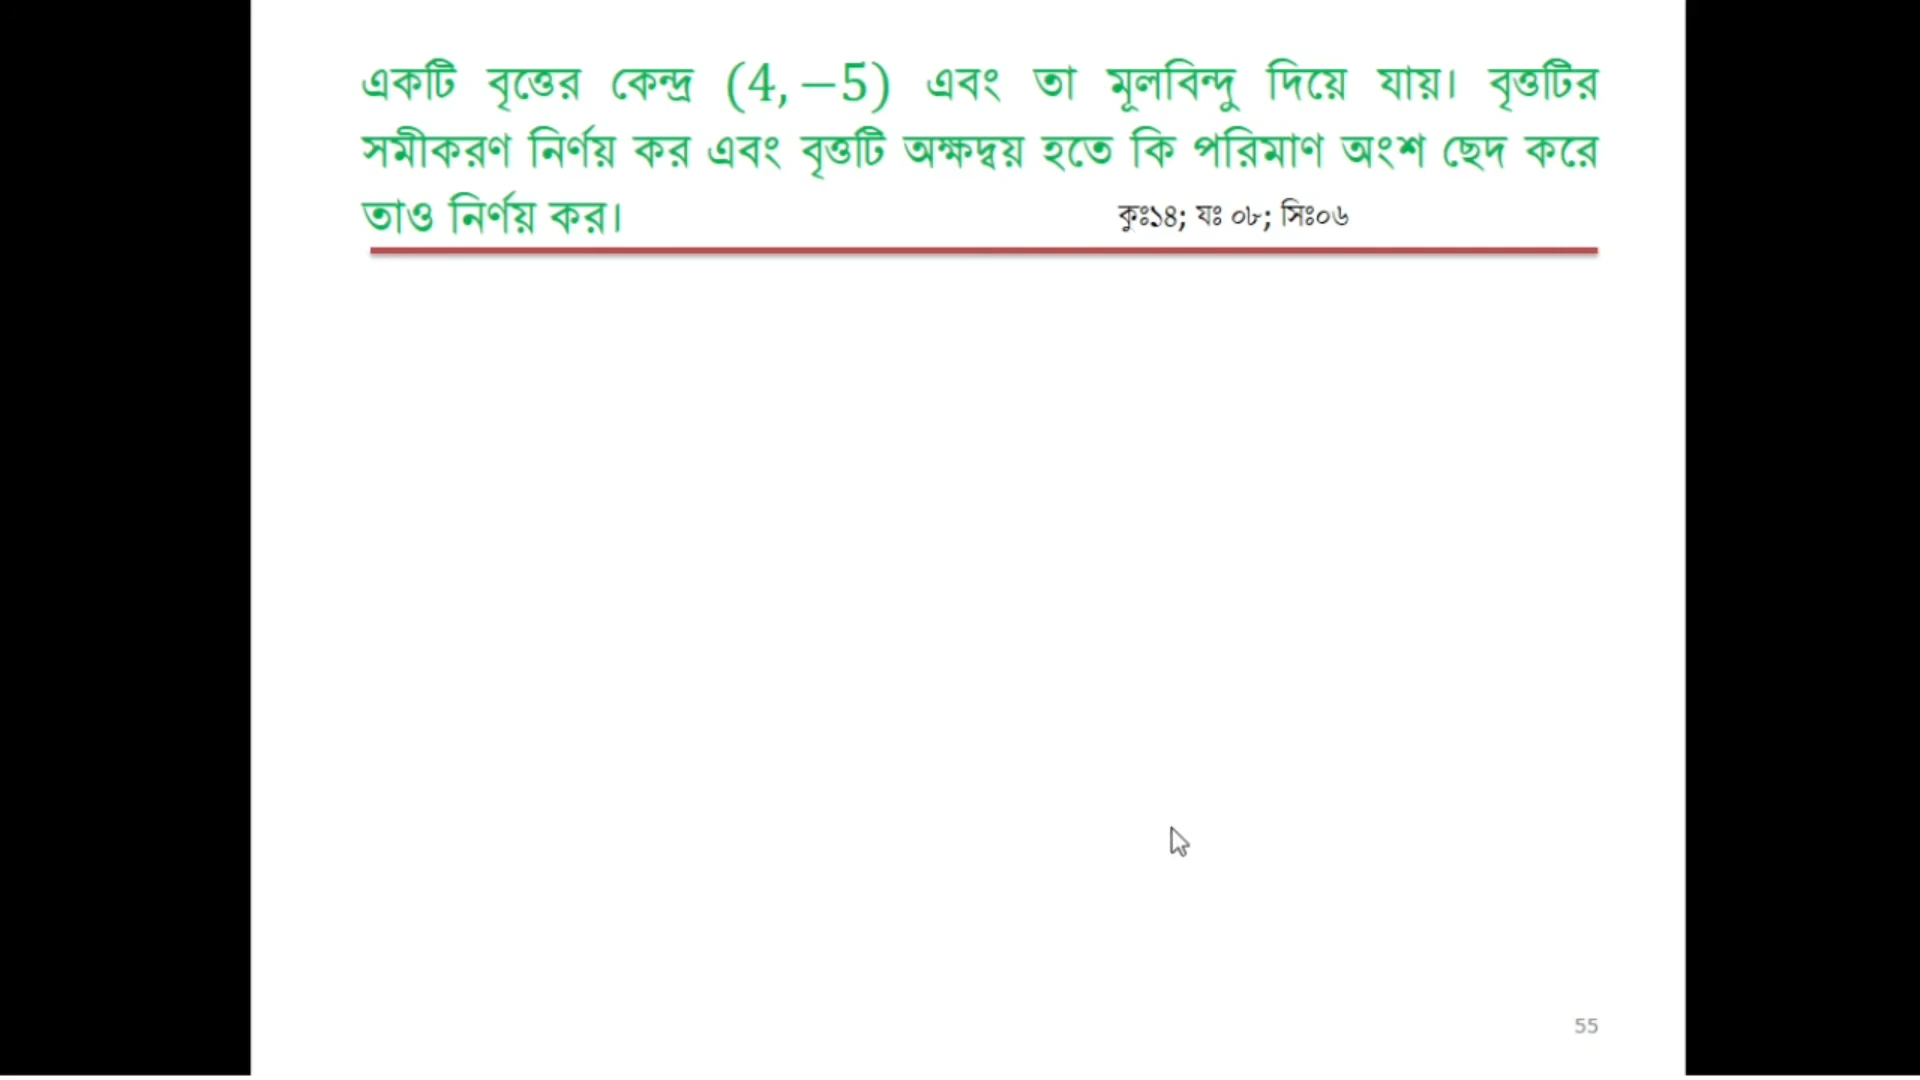 একটি বৃত্তের কেন্দ্র (4, −5) এবং তা মূলবিন্দু দিয়ে যায়। বৃত্তটির
সমীকরণ নির্ণয় কর এবং বৃত্তটি অক্ষদ্বয় হতে কি পরিমাণ অংশ ছেদ করে
তাও নির্ণয় কর। কুঃ১৪; যঃ ০৮; সিঃ০৬
55